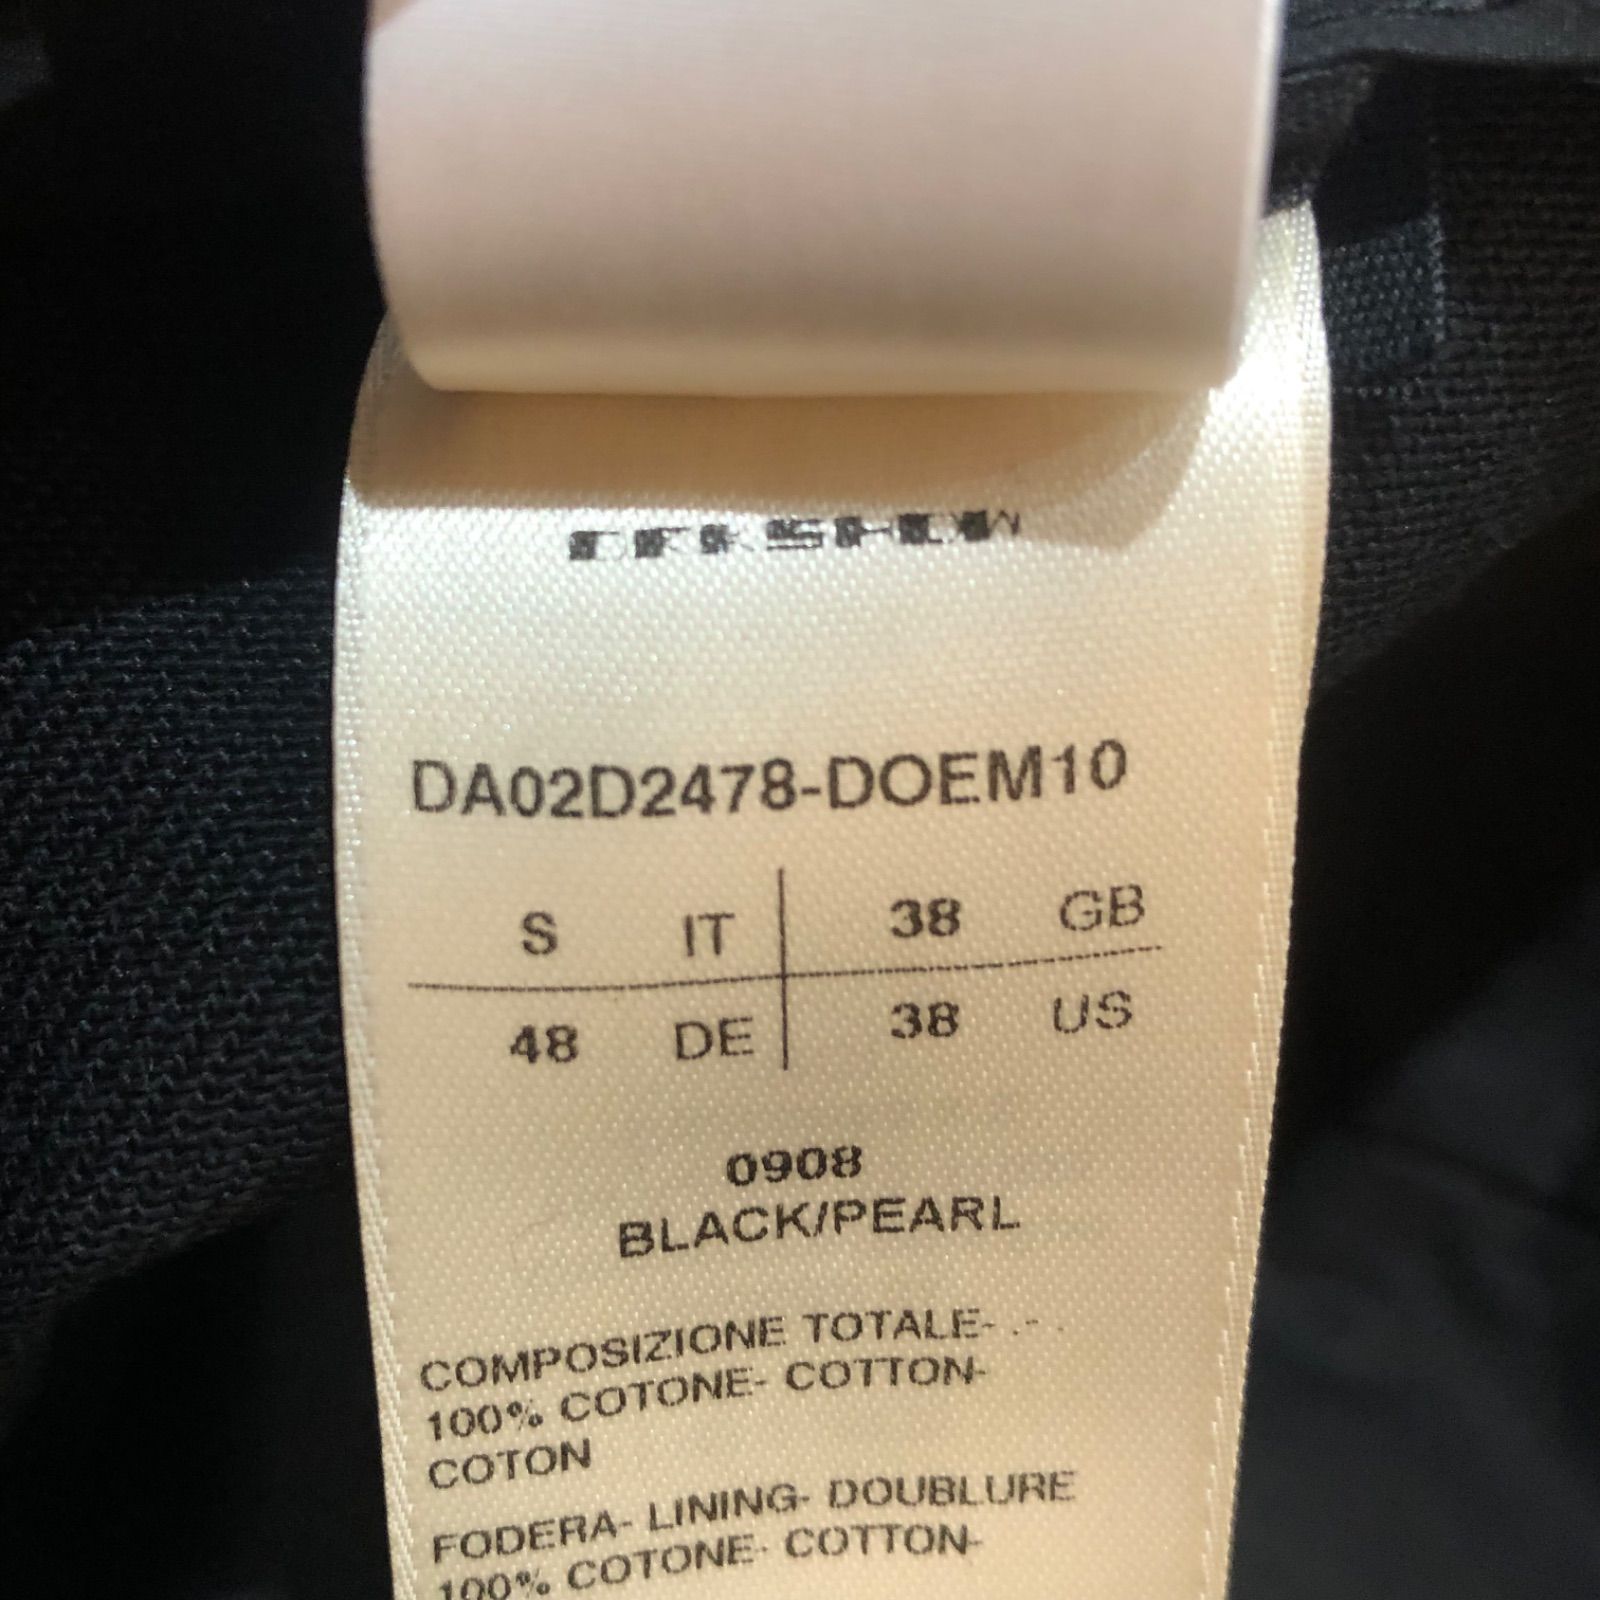 DRKSHDW
DA02D2478-DOEM10
S IT 38 GB
48 DE 38 US
0908
BLACK/PEARL
COMPOSIZIONE TOTALE- .- .
100% COTONE- COTTON-
COTON
FODERA- LINING- DOUBLURE
100% COTONE- COTTON-